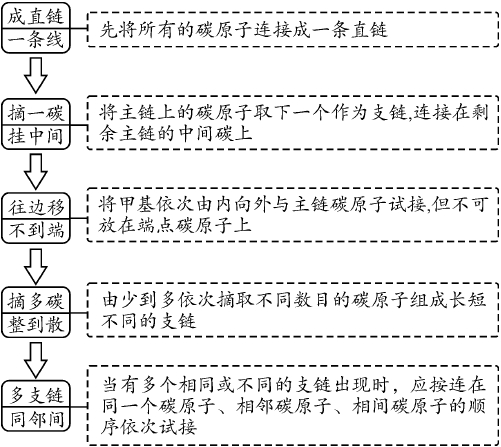 成直链
一条线
先将所有的碳原子连接成一条直链
摘一碳
挂中间
将主链上的碳原子取下一个作为支链,连接在剩
余主链的中间碳上
往边移
不到端
将甲基依次由内向外与主链碳原子试接,但不可
放在端点碳原子上
摘多碳
整到散
由少到多依次摘取不同数目的碳原子组成长短
不同的支链
多支链
同邻间
当有多个相同或不同的支链出现时，应按连在
同一个碳原子、相邻碳原子、相间碳原子的顺
序依次试接